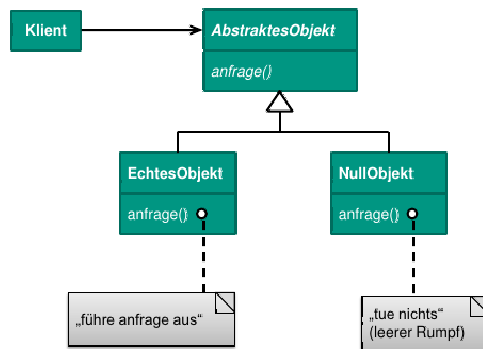 Klient
AbstraktesObjekt
anfrage()
EchtesObjekt
anfrage()
NullObjekt
anfrage()
„führe anfrage aus“
„tue nichts“
(leerer Rumpf)